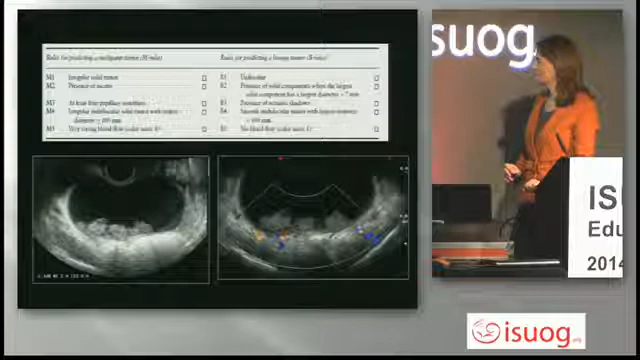 Rules for predicting a malignant tumor (M-rules)
Rules for predicting a benign tumor (B-rules)
M1 Irregular solid tumor
B1 Unilocular
M2 Presence of ascites
B2 Presence of solid components where the largest
solid component has a largest diameter < 7 mm
M3 At least four papillary structures
B3 Presence of acoustic shadows
M4 Irregular multilocular solid tumor with largest
diameter ≥ 100 mm
B4 Smooth multilocular tumor with largest diameter
< 100 mm
M5 Very strong blood flow (color score 4)
B5 No blood flow (color score 1)
suog
IS
Edu
2014
isuog.org